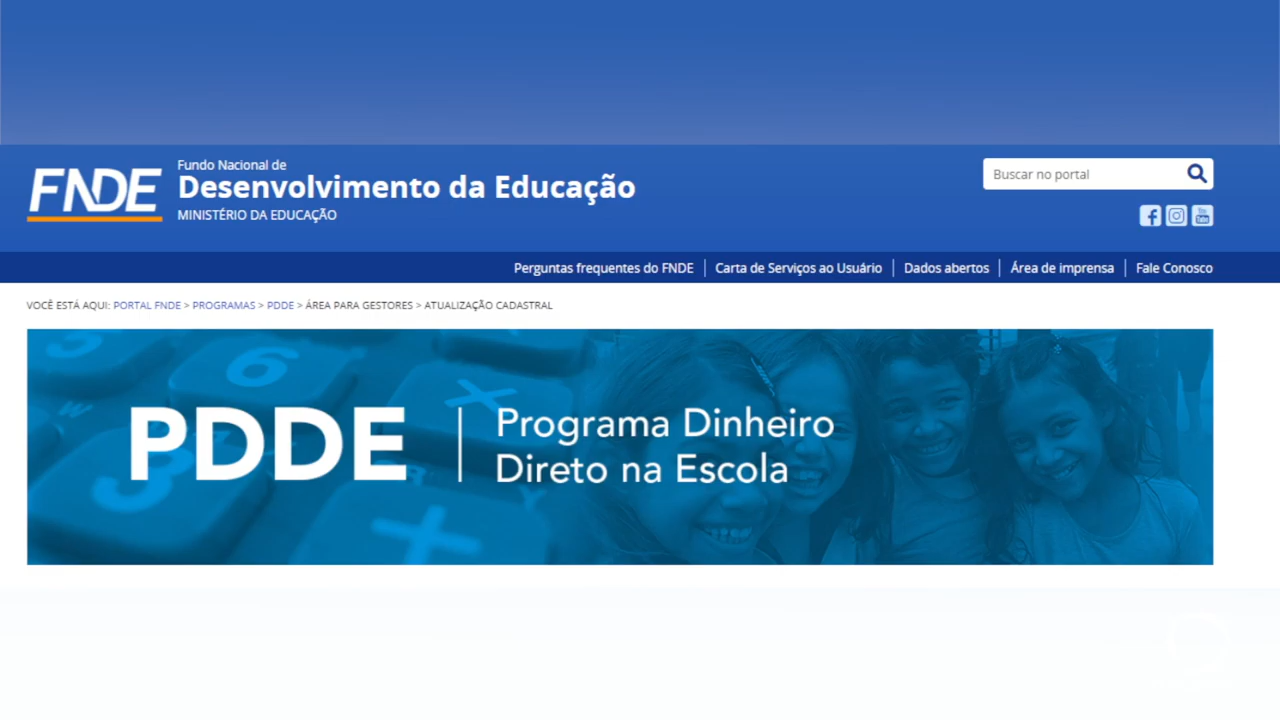 FNDE
Fundo Nacional de
Desenvolvimento da Educação
MINISTÉRIO DA EDUCAÇÃO
Buscar no portal
Perguntas frequentes do FNDE | Carta de Serviços ao Usuário | Dados abertos | Área de imprensa | Fale Conosco
VOCÊ ESTÁ AQUI: PORTAL FNDE > PROGRAMAS > PDDE > ÁREA PARA GESTORES > ATUALIZAÇÃO CADASTRAL
PDDE
Programa Dinheiro
Direto na Escola